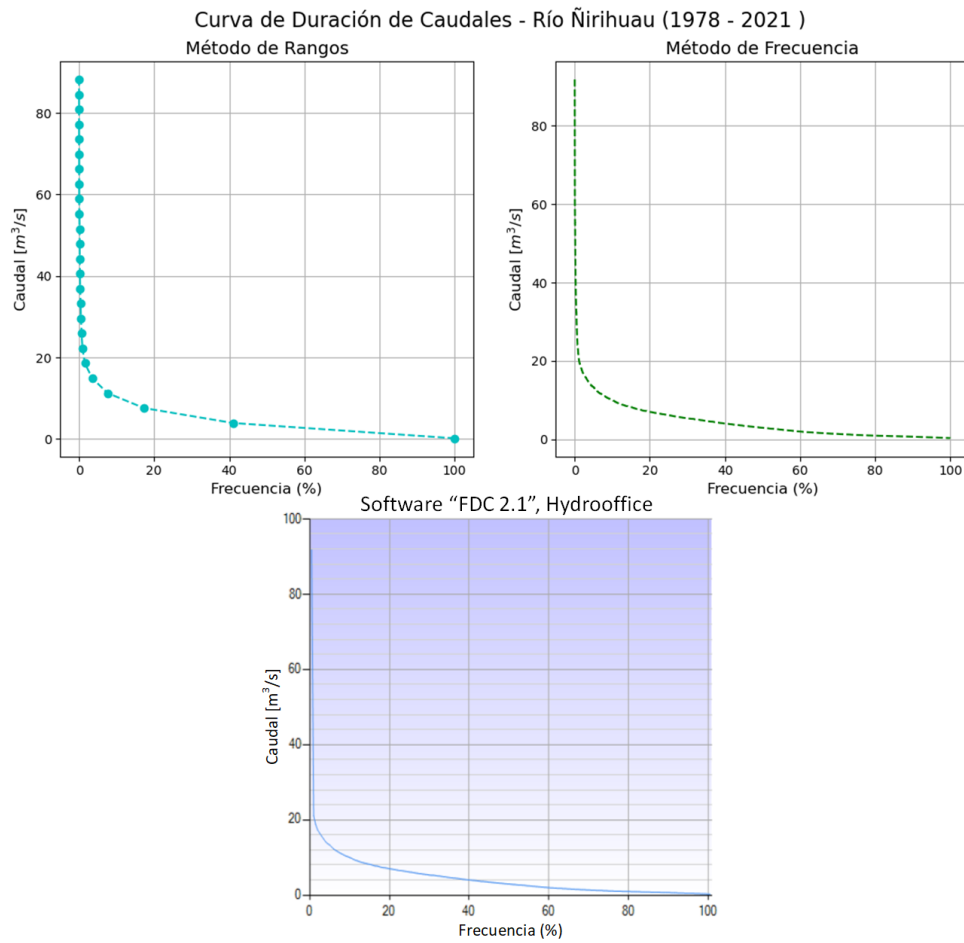 Curva de Duración de Caudales - Río Ñirihuau (1978 - 2021 )
Método de Rangos
80
60
40
20
0
Caudal [m³/s]
0 20 40 60 80 100
Frecuencia (%)
Método de Frecuencia
80
60
40
20
0
Caudal [m³/s]
0 20 40 60 80 100
Frecuencia (%)
Software “FDC 2.1”, Hydrooffice
100
80
60
40
20
0
Caudal [m³/s]
0 20 40 60 80 100
Frecuencia (%)